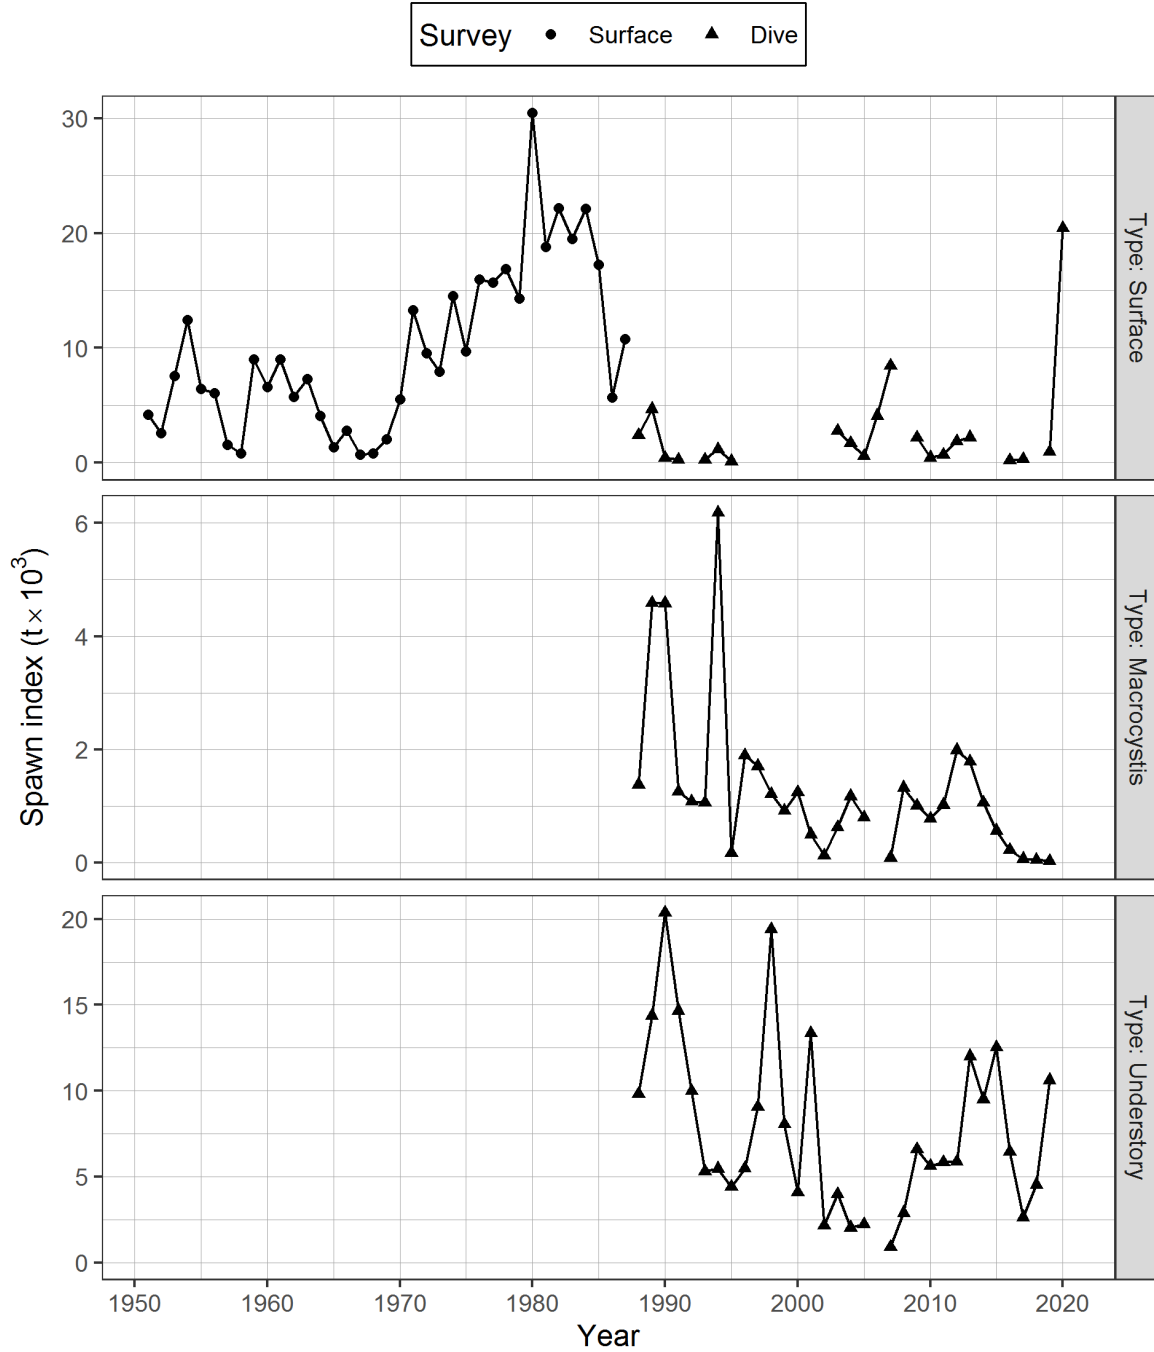 Survey Surface Dive
30
20
10
0
Type: Surface
6
4
2
0
Type: Macrocystis
20
15
10
5
0
Type: Understory
Spawn index (t × 10³)
1950 1960 1970 1980 1990 2000 2010 2020
Year